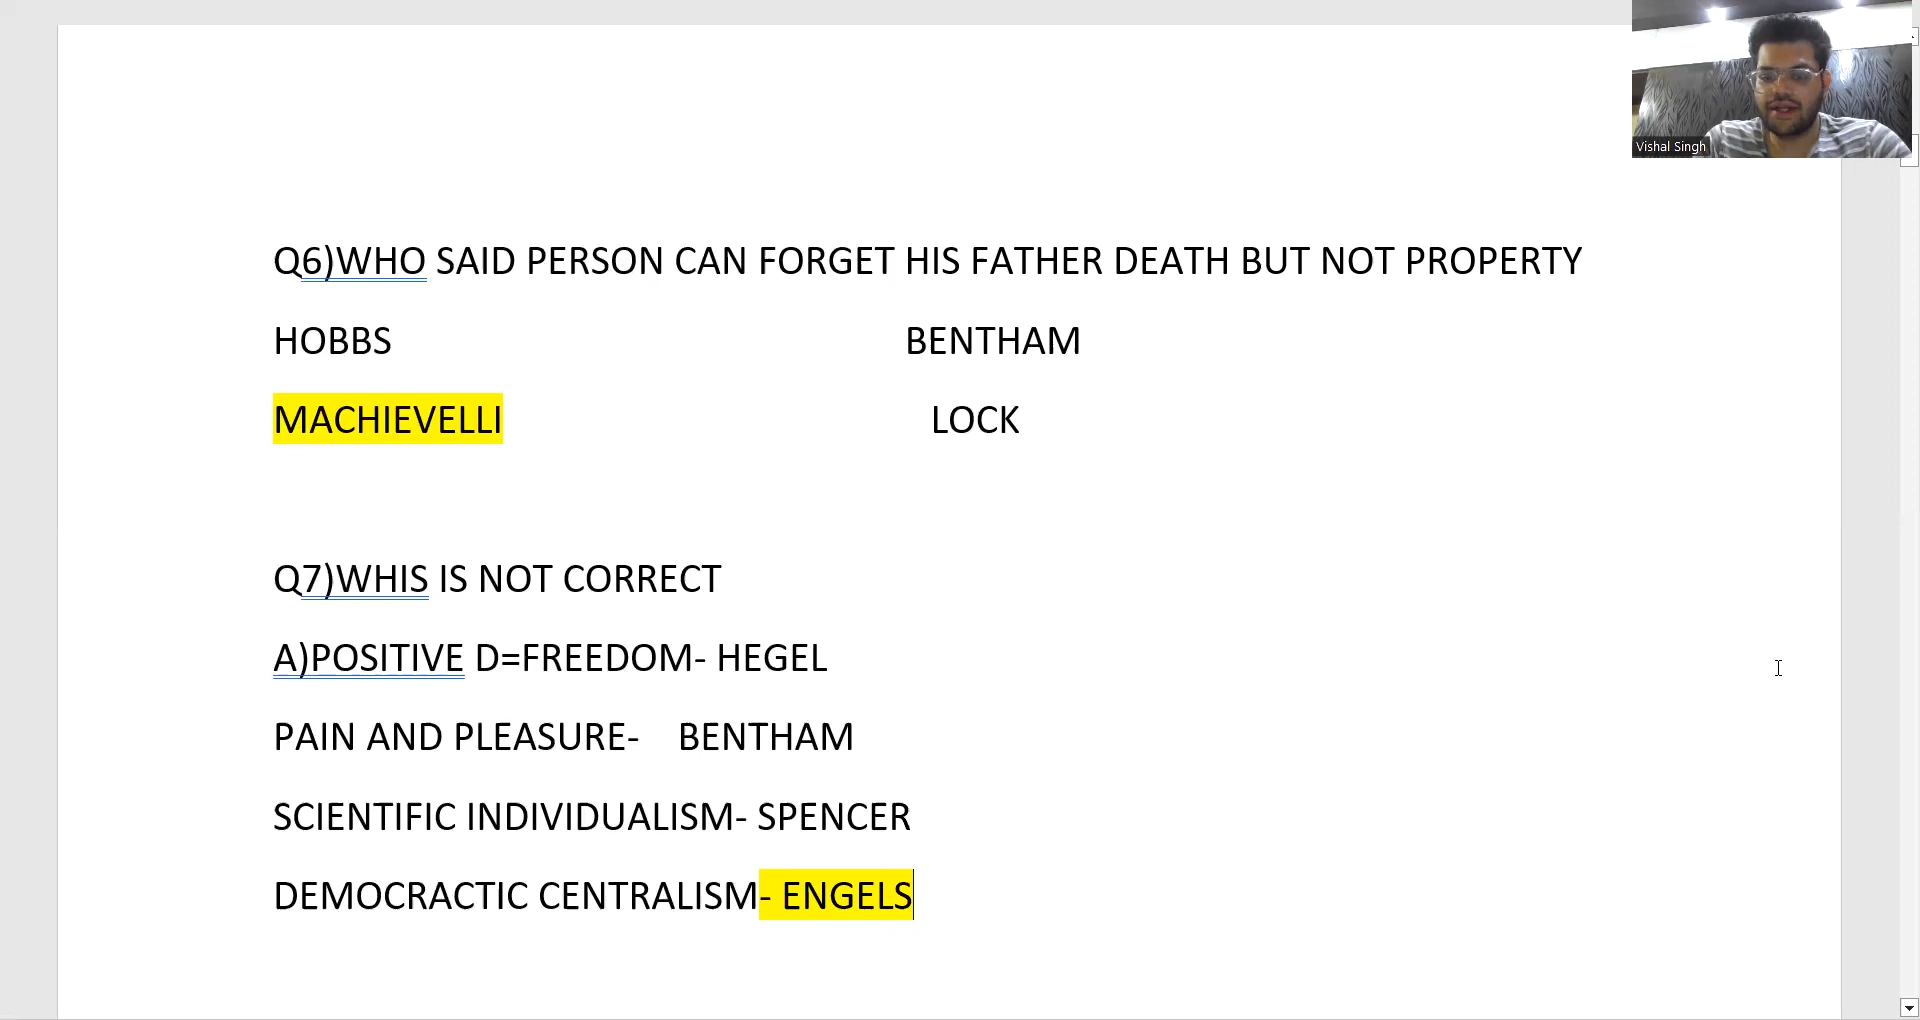 Vishal Singh
Q6)WHO SAID PERSON CAN FORGET HIS FATHER DEATH BUT NOT PROPERTY
HOBBS BENTHAM
MACHIEVELLI LOCK
Q7)WHIS IS NOT CORRECT
A)POSITIVE D=FREEDOM- HEGEL
PAIN AND PLEASURE- BENTHAM
SCIENTIFIC INDIVIDUALISM- SPENCER
DEMOCRACTIC CENTRALISM- ENGELS